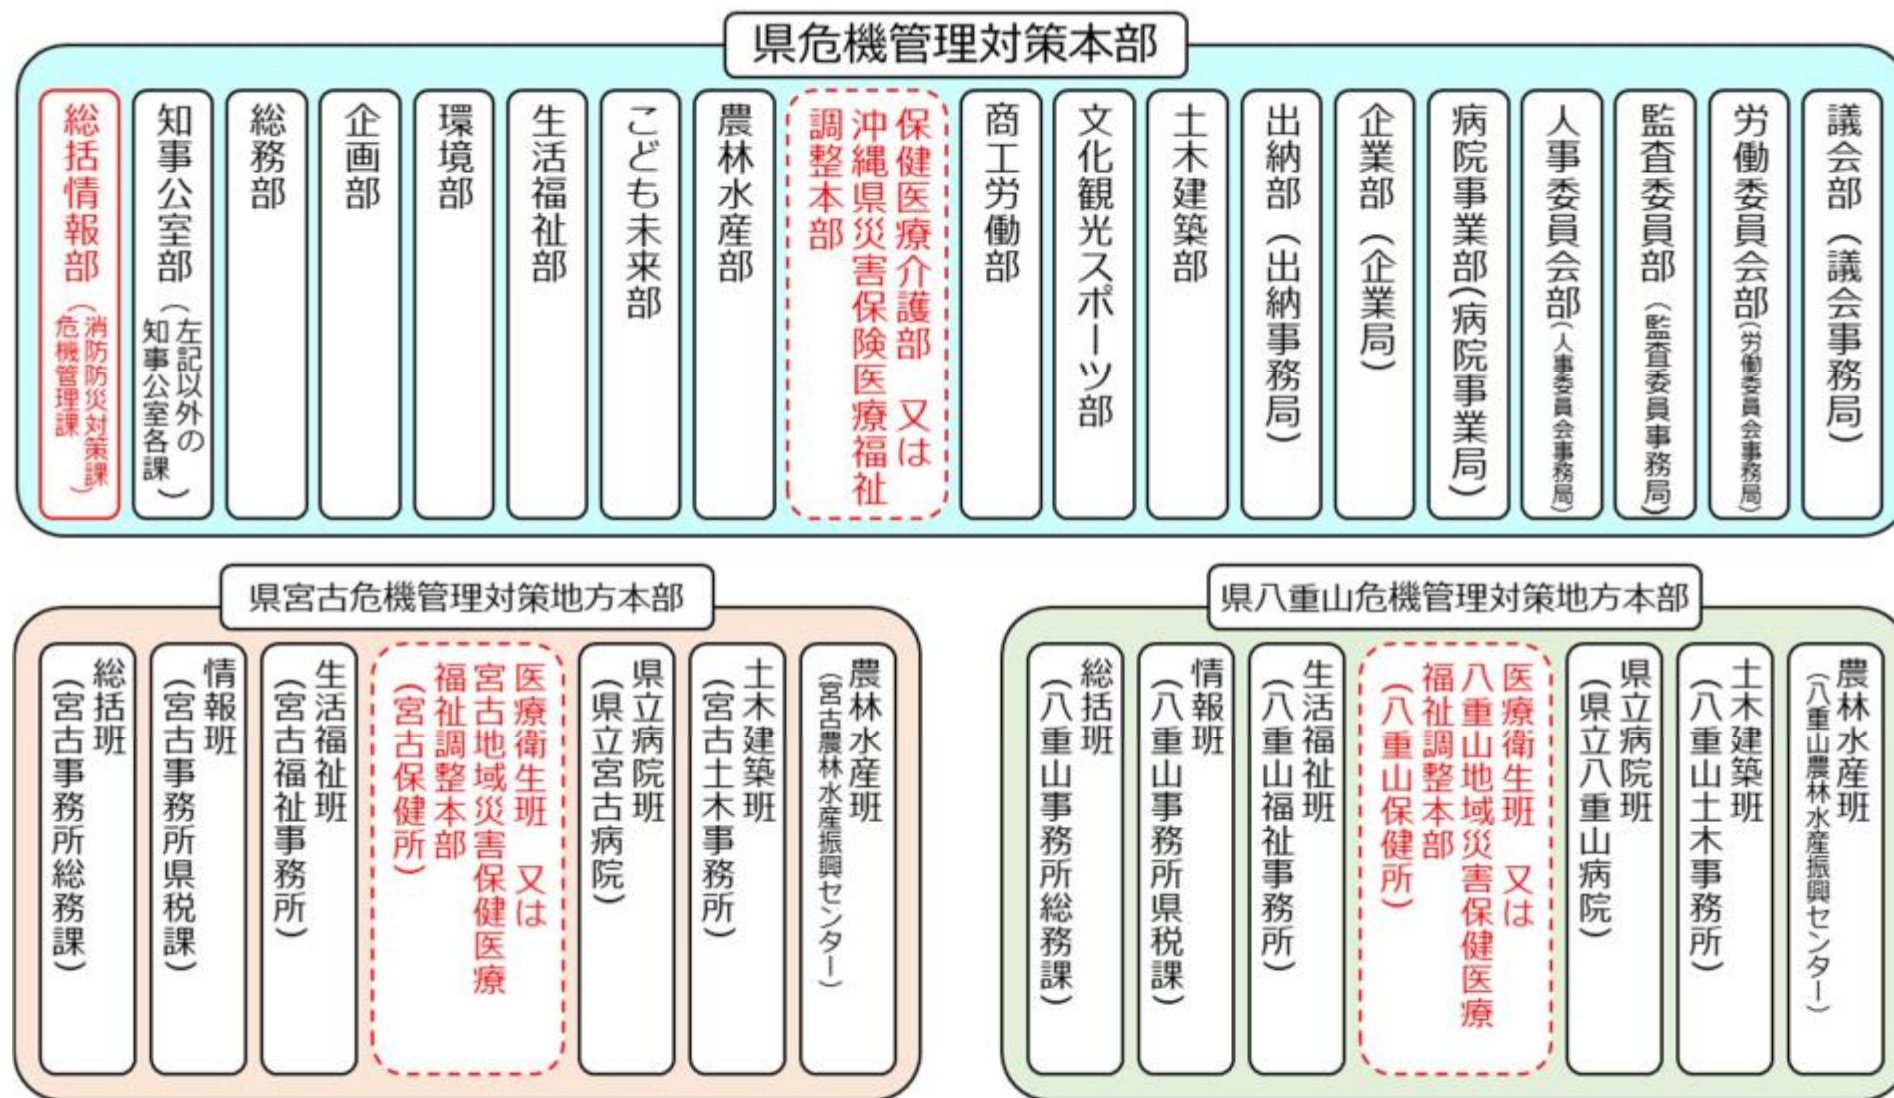 県危機管理対策本部
総括情報部（消防防災対策課
危機管理課）
知事公室部（左記以外の
知事公室各課）
総務部
企画部
環境部
生活福祉部
こども未来部
農林水産部
保健医療介護部　又は
沖縄県災害保険医療福祉
調整本部
商工労働部
文化観光スポーツ部
土木建築部
出納部（出納事務局）
企業部（企業局）
病院事業部(病院事業局)
人事委員会部(人事委員会事務局)
監査委員部（監査委員事務局)
労働委員会部(労働委員会事務局)
議会部（議会事務局）
県宮古危機管理対策地方本部
総括班
（宮古事務所総務課）
情報班
（宮古事務所県税課）
生活福祉班
（宮古福祉事務所）
医療衛生班　又は
宮古地域災害保健医療
福祉調整本部
（宮古保健所）
県立病院班
（県立宮古病院）
土木建築班
（宮古土木事務所）
農林水産班
（宮古農林水産振興センター）
県八重山危機管理対策地方本部
総括班
（八重山事務所総務課）
情報班
（八重山事務所県税課）
生活福祉班
（八重山福祉事務所）
医療衛生班　又は
八重山地域災害保健医療
福祉調整本部
（八重山保健所）
県立病院班
（県立八重山病院）
土木建築班
（八重山土木事務所）
農林水産班
（八重山農林水産振興センター）